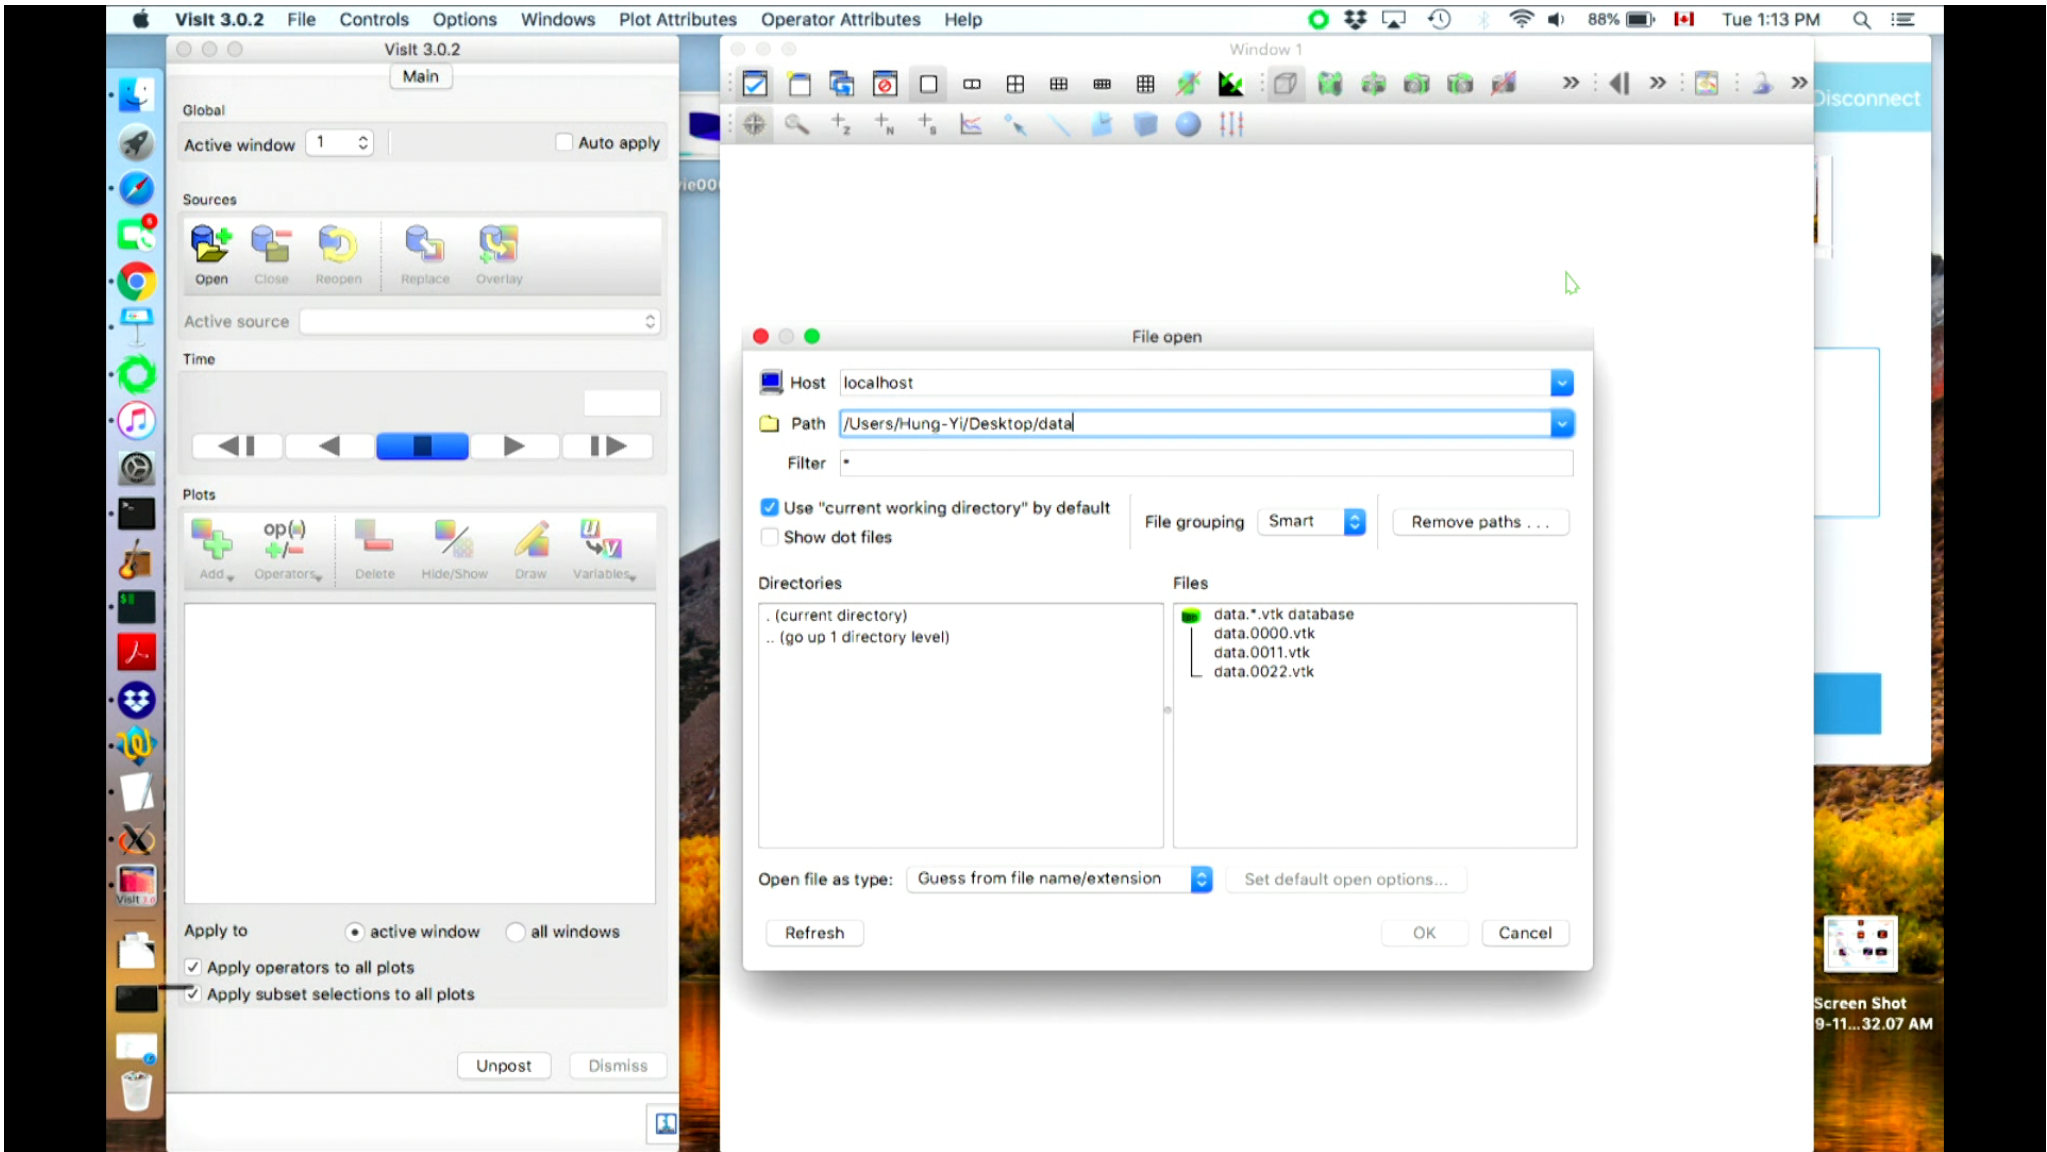 VisIt 3.0.2 File Controls Options Windows Plot Attributes Operator Attributes Help 88% Tue 1:13 PM
VisIt 3.0.2
Window 1
Main
Global
Active window 1 Auto apply
Disconnect
Sources
Open Close Reopen Replace Overlay
Active source
Time
File open
Host localhost
Path /Users/Hung-Yi/Desktop/data
Filter *
Use "current working directory" by default
Show dot files
File grouping Smart Remove paths . . .
Plots
op(=)
Add Operators Delete Hide/Show Draw Variables
Directories Files
. (current directory)
.. (go up 1 directory level)
data.*.vtk database
data.0000.vtk
data.0011.vtk
data.0022.vtk
Open file as type: Guess from file name/extension Set default open options...
Refresh OK Cancel
Apply to active window all windows
Apply operators to all plots
Apply subset selections to all plots
Unpost Dismiss
Screen Shot
9-11...32.07 AM